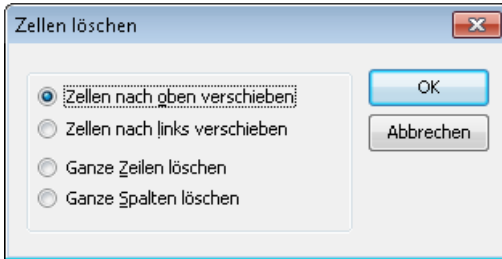 Zellen löschen
Zellen nach oben verschieben
OK
Zellen nach links verschieben
Abbrechen
Ganze Zeilen löschen
Ganze Spalten löschen